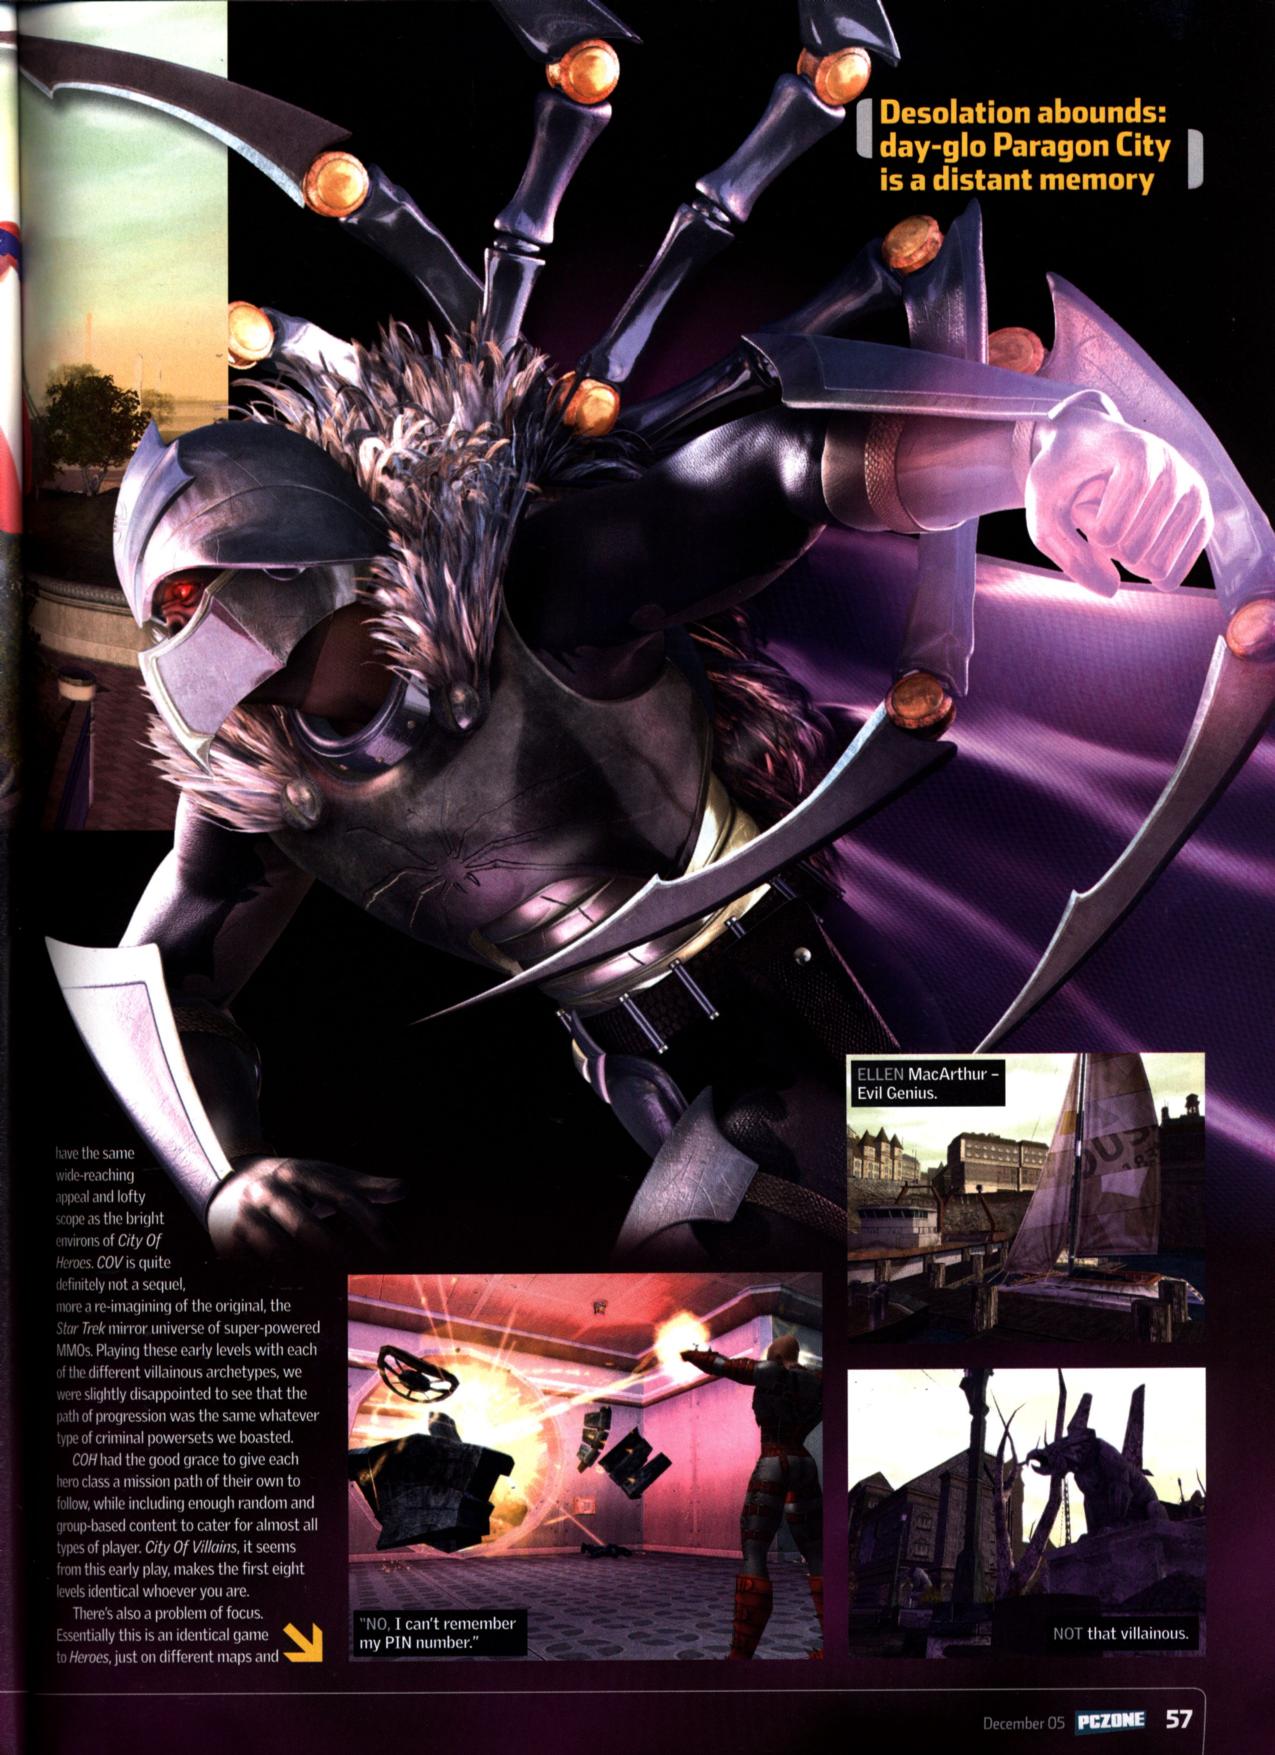 Desolation abounds:
day-glo Paragon City
is a distant memory
ELLEN MacArthur –
Evil Genius.
have the same
wide-reaching
appeal and lofty
scope as the bright
environs of City Of
Heroes. COV is quite
definitely not a sequel,
more a re-imagining of the original, the
Star Trek mirror universe of super-powered
MMOs. Playing these early levels with each
of the different villainous archetypes, we
were slightly disappointed to see that the
path of progression was the same whatever
type of criminal powersets we boasted.
COH had the good grace to give each
hero class a mission path of their own to
follow, while including enough random and
group-based content to cater for almost all
types of player. City Of Villains, it seems
from this early play, makes the first eight
levels identical whoever you are.
There's also a problem of focus.
Essentially this is an identical game
to Heroes, just on different maps and
"NO, I can't remember
my PIN number."
NOT that villainous.
December 05 PCZONE 57